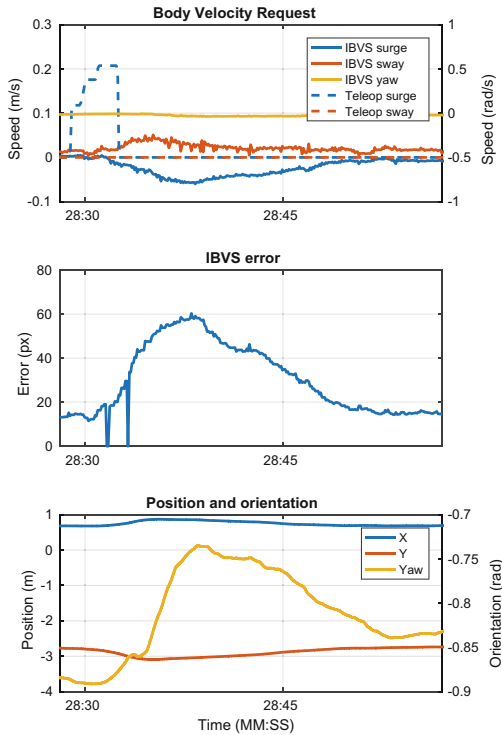 Body Velocity Request
0.3
0.2
0.1
0
-0.1
Speed (m/s)
1
0.5
0
-0.5
-1
Speed (rad/s)
IBVS surge
IBVS sway
IBVS yaw
Teleop surge
Teleop sway
28:30
28:45
IBVS error
80
60
40
20
0
Error (px)
28:30
28:45
Position and orientation
1
0
-1
-2
-3
-4
Position (m)
-0.7
-0.75
-0.8
-0.85
-0.9
Orientation (rad)
X
Y
Yaw
28:30
28:45
Time (MM:SS)